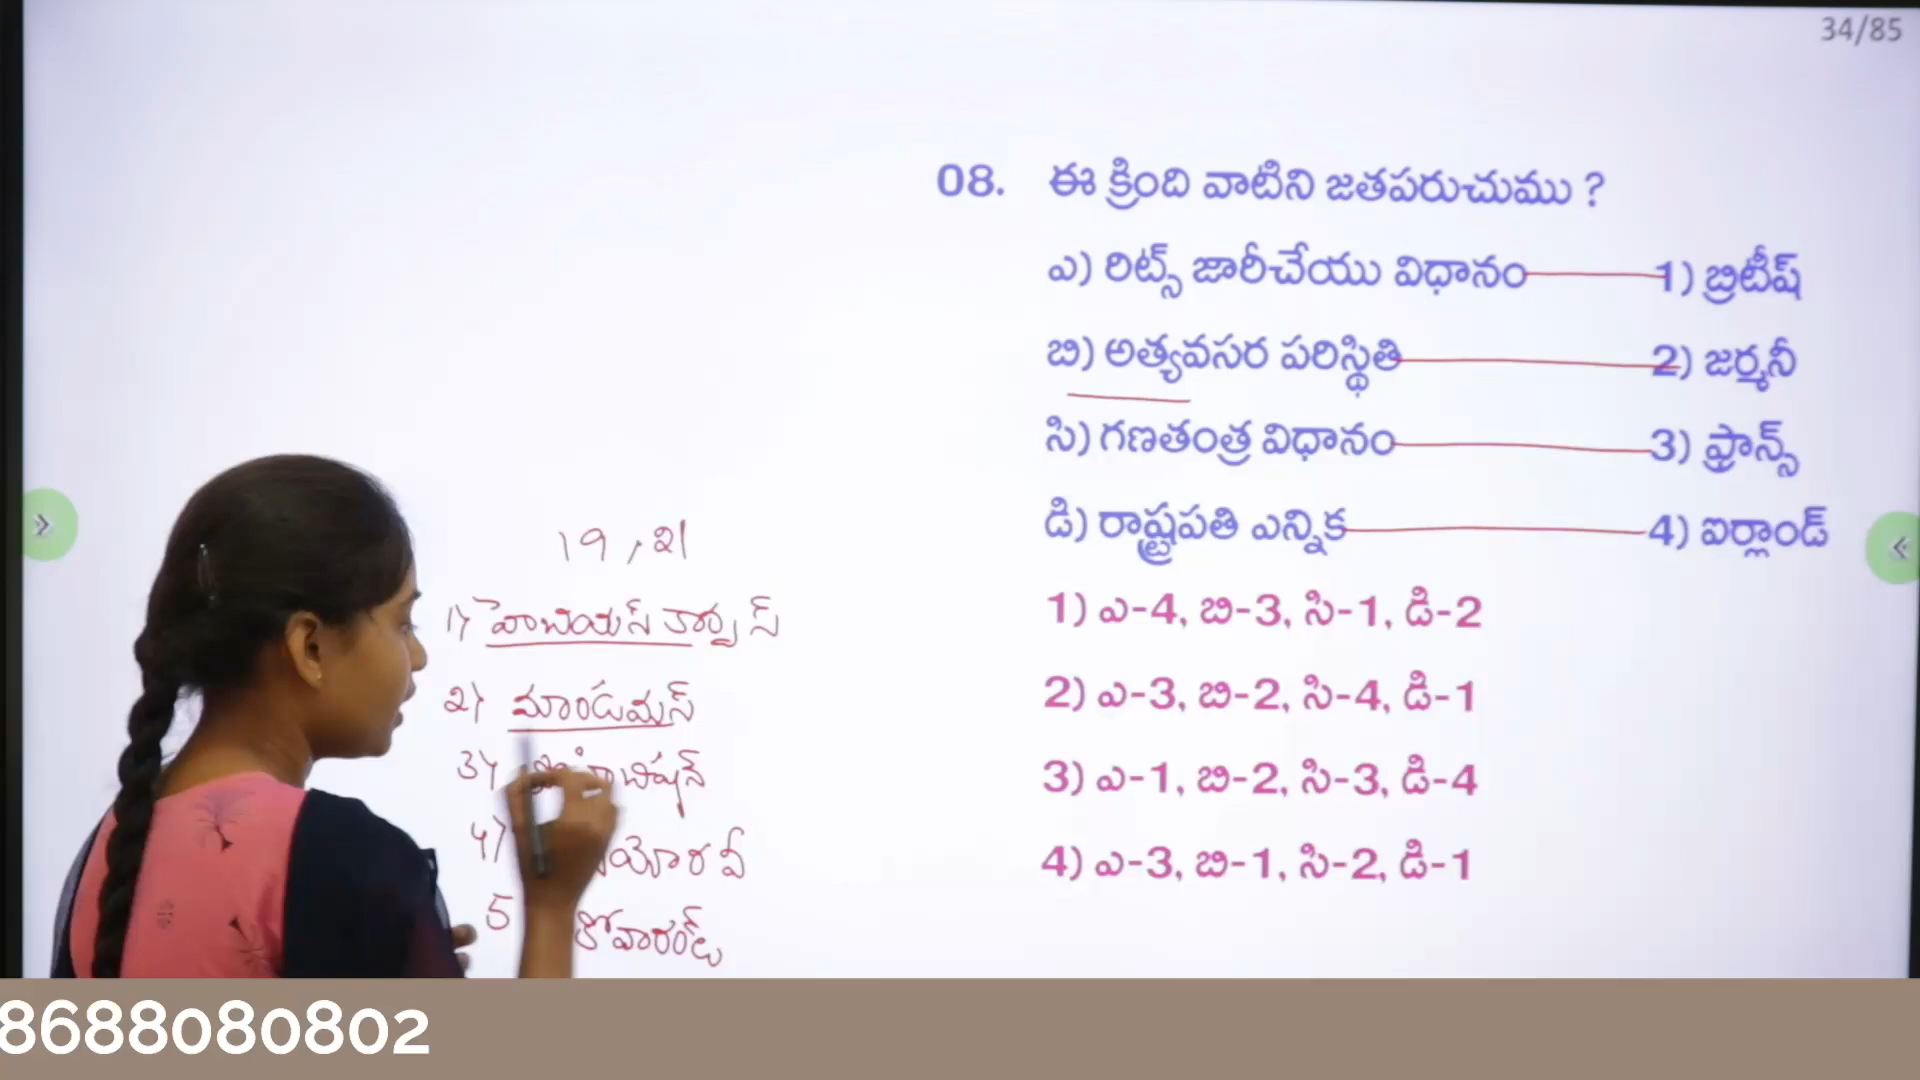 34/85
08. ఈ క్రింది వాటిని జతపరుచుము ?
ఎ) రిట్స్ జారీచేయు విధానం 1) బ్రిటీష్
బి) అత్యవసర పరిస్థితి 2) జర్మనీ
సి) గణతంత్ర విధానం 3) ఫ్రాన్స్
డి) రాష్ట్రపతి ఎన్నిక 4) ఐర్లాండ్
1) ఎ-4, బి-3, సి-1, డి-2
2) ఎ-3, బి-2, సి-4, డి-1
3) ఎ-1, బి-2, సి-3, డి-4
4) ఎ-3, బి-1, సి-2, డి-1
19, 21
1) హెబియస్ కార్పస్
2) మాండమస్
3)
4)
5
8688080802